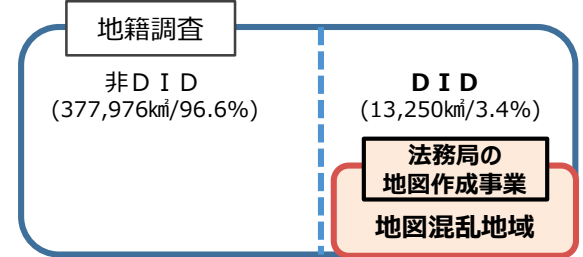 地籍調査
非ＤＩＤ
(377,976㎢/96.6%)
ＤＩＤ
(13,250㎢/3.4%)
法務局の
地図作成事業
地図混乱地域